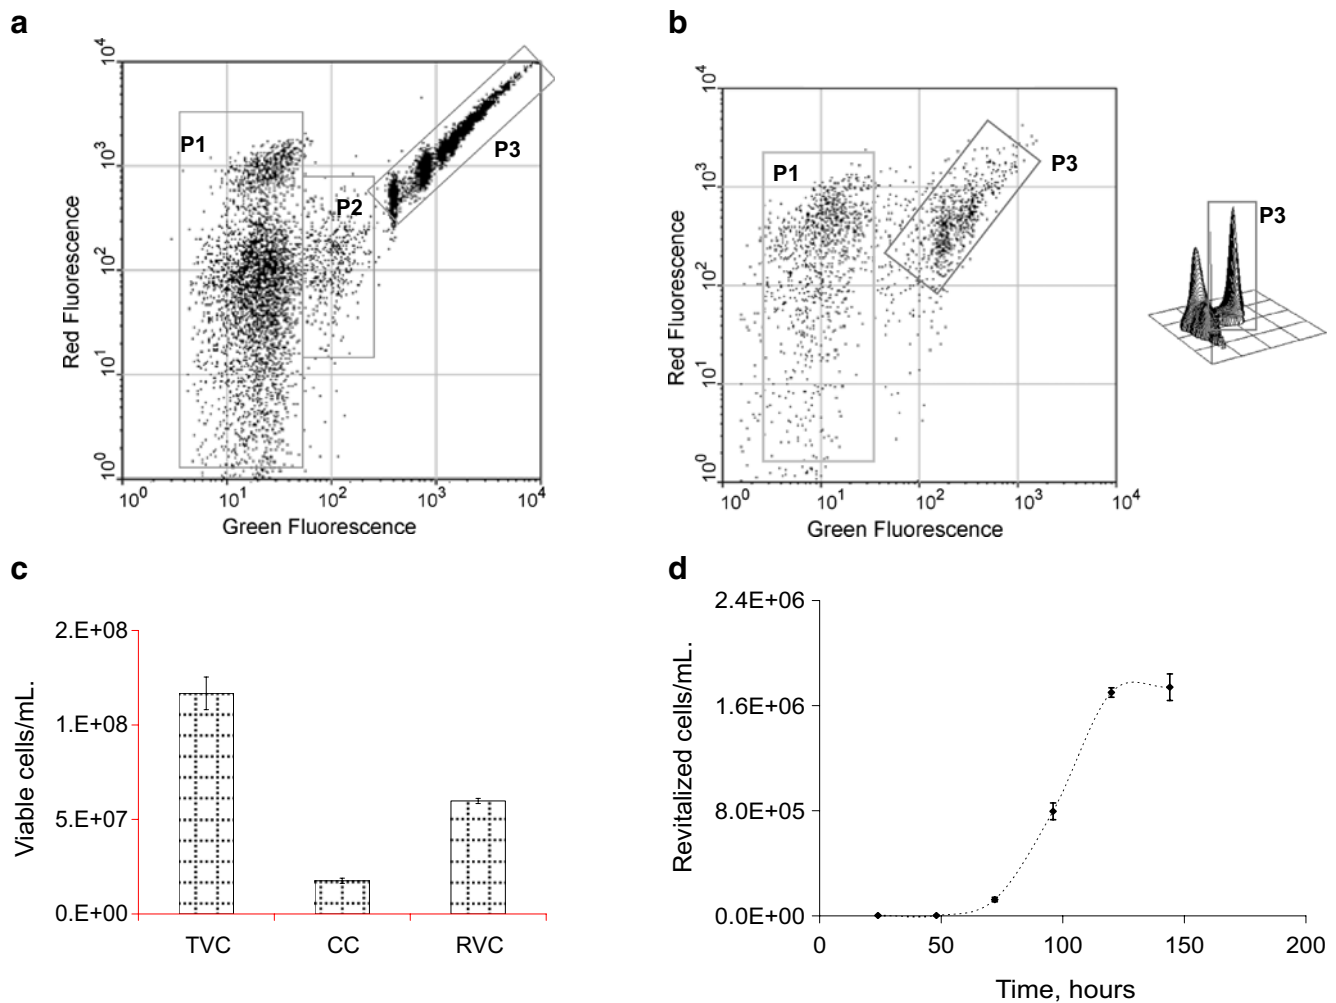 a
10^4
10^3
10^2
10^1
10^0
Red Fluorescence
P1
P2
P3
10^0 10^1 10^2 10^3 10^4
Green Fluorescence
b
10^4
10^3
10^2
10^1
10^0
Red Fluorescence
P1
P3
10^0 10^1 10^2 10^3 10^4
Green Fluorescence
P3
c
2.E+08
1.E+08
5.E+07
0.E+00
Viable cells/mL.
TVC CC RVC
d
2.4E+06
1.6E+06
8.0E+05
0.0E+00
Revitalized cells/mL.
0 50 100 150 200
Time, hours